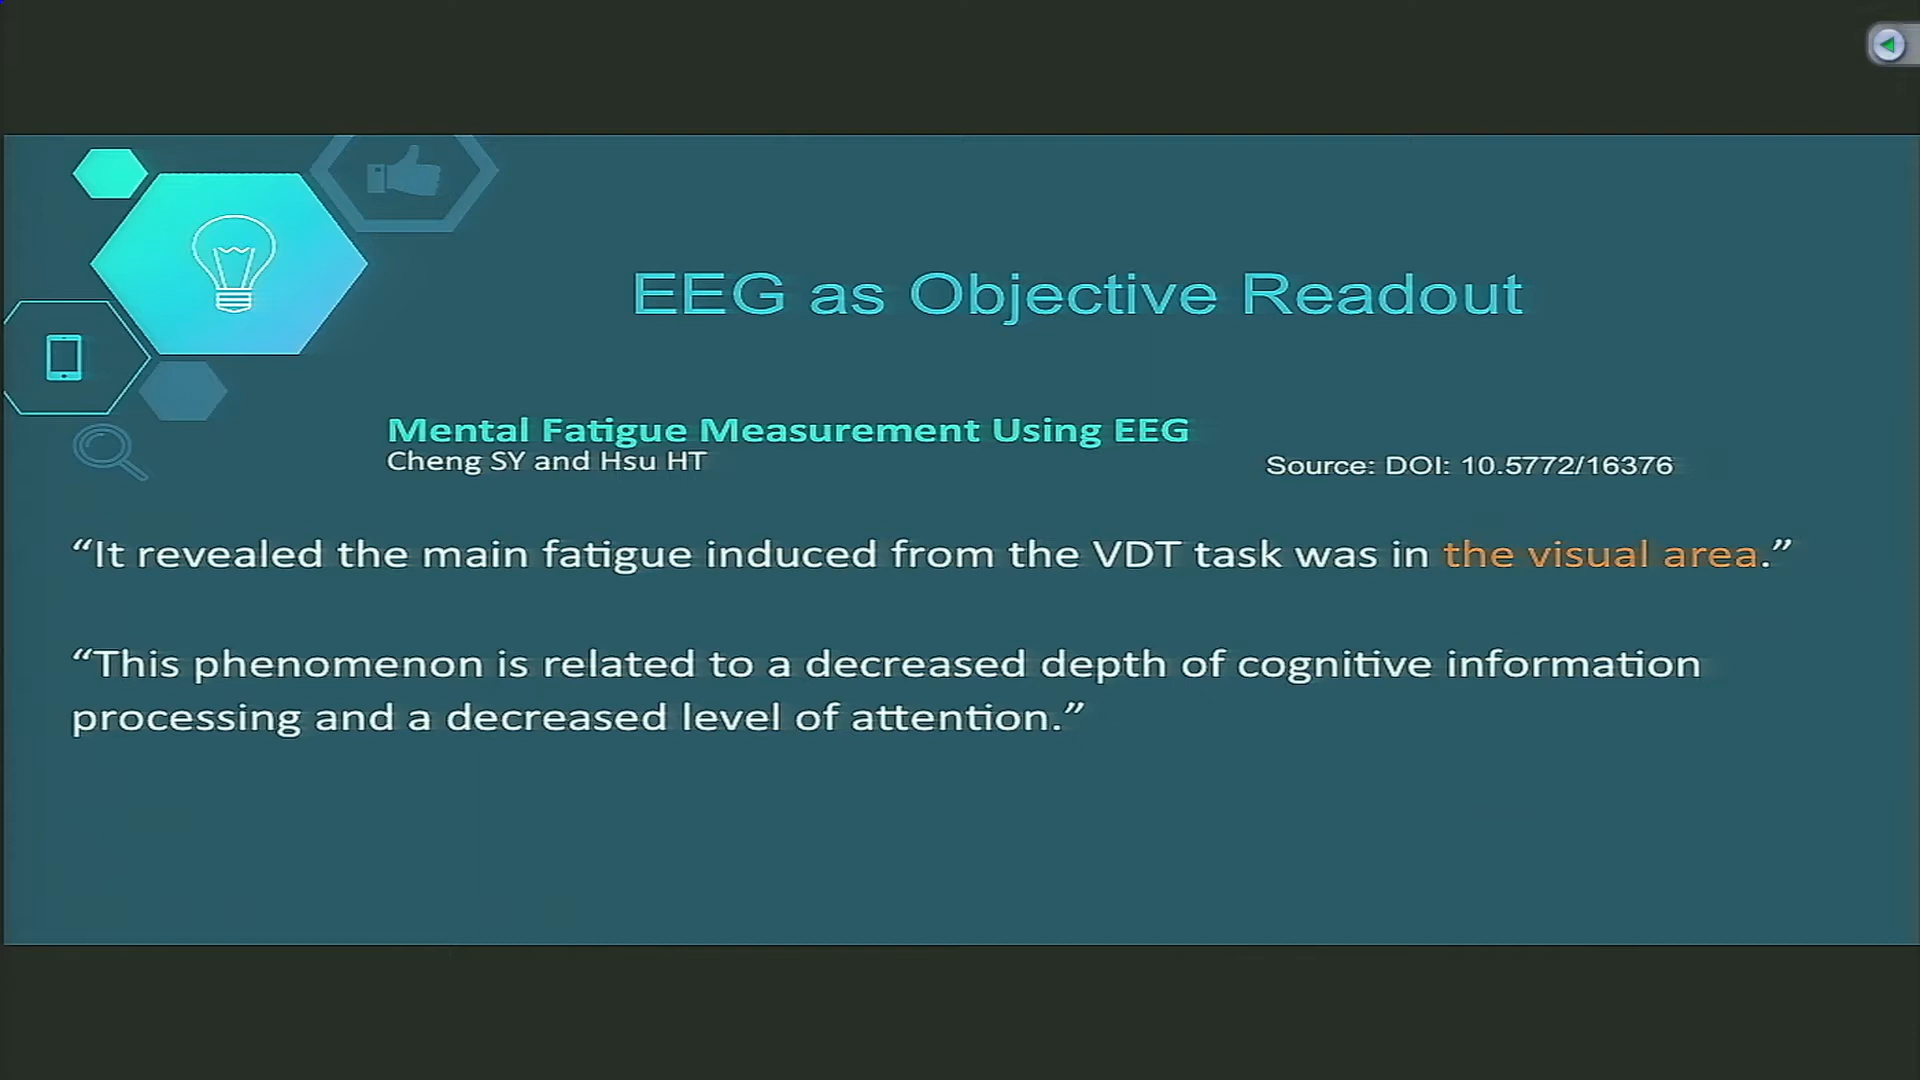 EEG as Objective Readout
Mental Fatigue Measurement Using EEG
Cheng SY and Hsu HT
Source: DOI: 10.5772/16376
“It revealed the main fatigue induced from the VDT task was in the visual area.”
“This phenomenon is related to a decreased depth of cognitive information
processing and a decreased level of attention.”